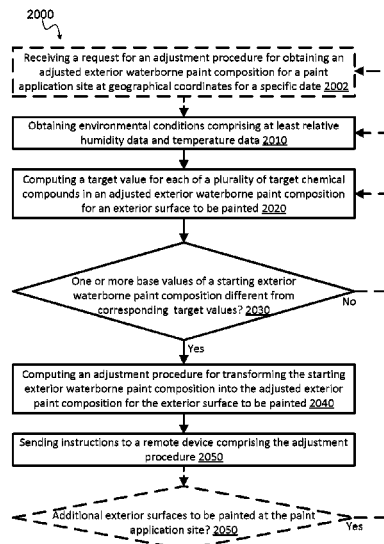 2000
Receiving a request for an adjustment procedure for obtaining an
adjusted exterior waterborne paint composition for a paint
application site at geographical coordinates for a specific date 2002
Obtaining environmental conditions comprising at least relative
humidity data and temperature data 2010
Computing a target value for each of a plurality of target chemical
compounds in an adjusted exterior waterborne paint composition
for an exterior surface to be painted 2020
One or more base values of a starting exterior
waterborne paint composition different from
corresponding target values? 2030
No
Yes
Computing an adjustment procedure for transforming the starting
exterior waterborne paint composition into the adjusted exterior
paint composition for the exterior surface to be painted 2040
Sending instructions to a remote device comprising the adjustment
procedure 2050
Additional exterior surfaces to be painted at the paint
application site? 2050
Yes